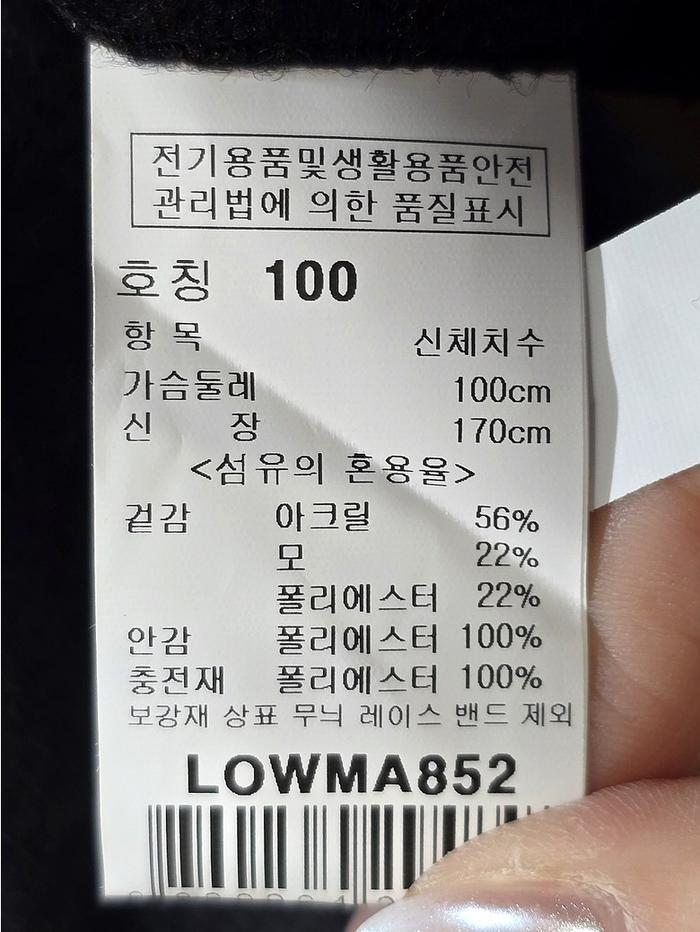 전기용품및생활용품안전
관리법에 의한 품질표시
호칭 100
항 목 신체치수
가슴둘레 100cm
신 장 170cm
<섬유의 혼용율>
겉감 아크릴 56%
모 22%
폴리에스터 22%
안감 폴리에스터 100%
충전재 폴리에스터 100%
보강재 상표 무늬 레이스 밴드 제외
LOWMA852